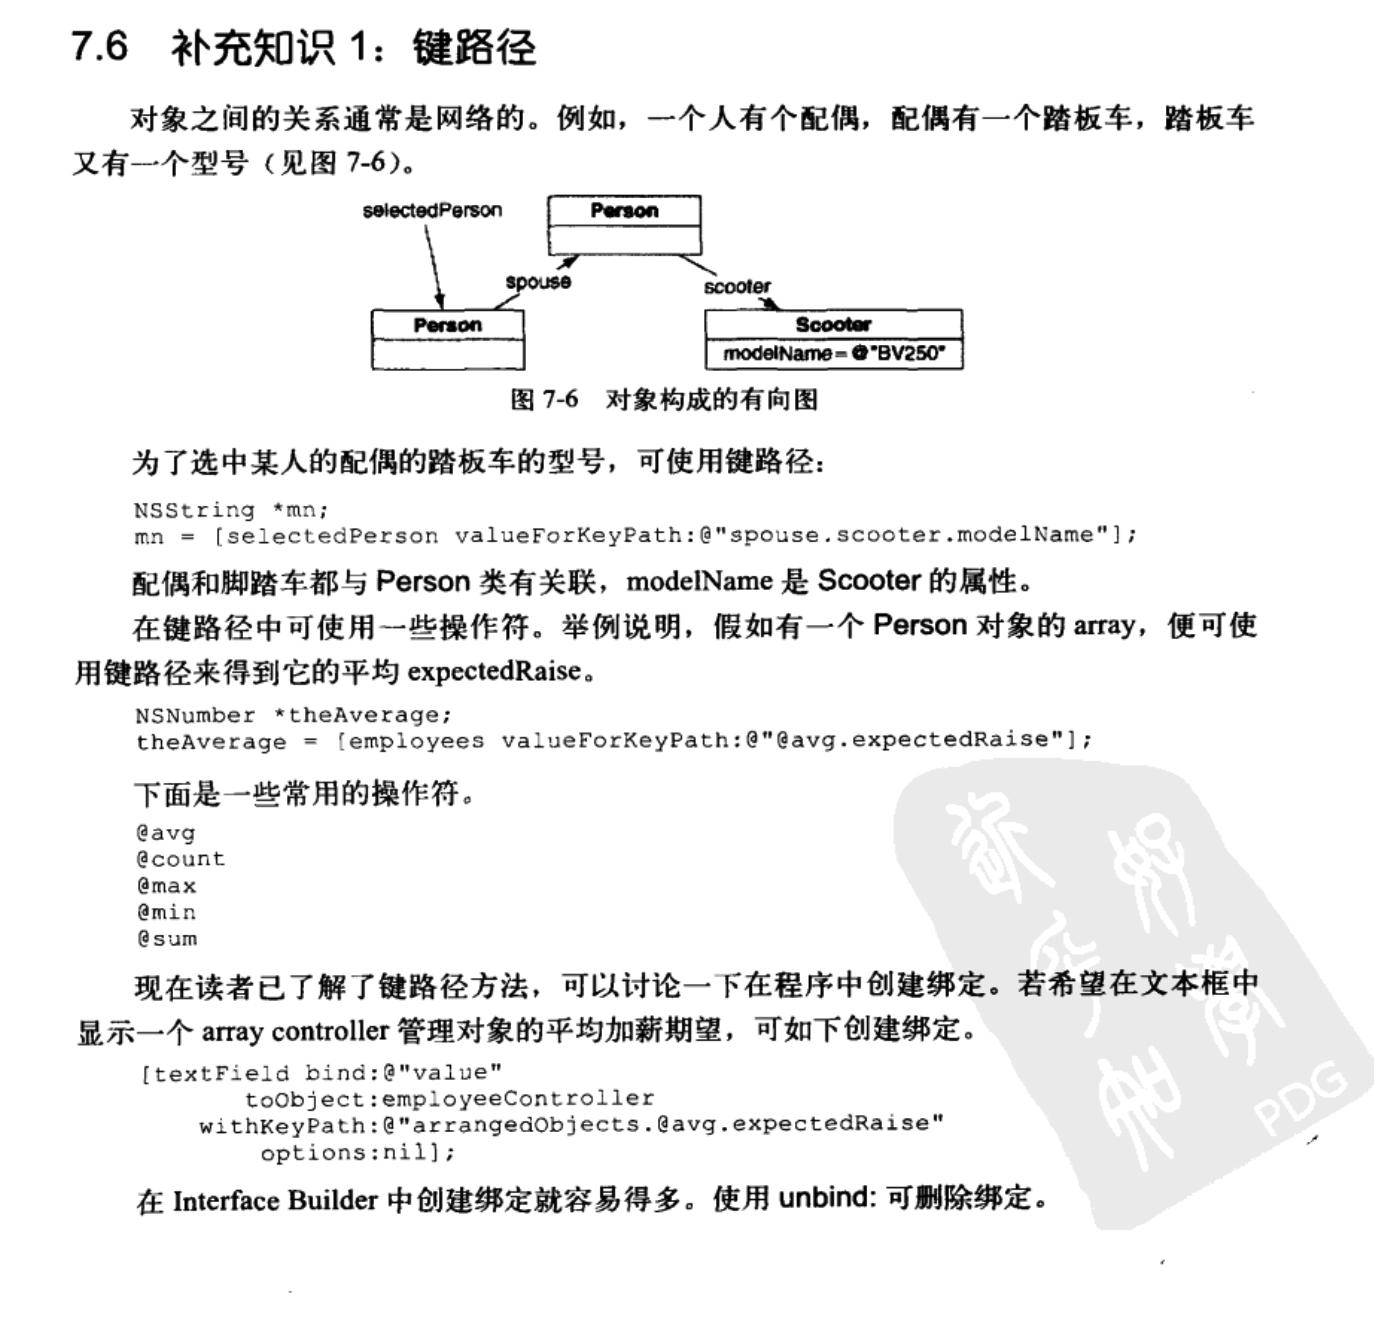 7.6 补充知识 1：键路径
对象之间的关系通常是网络的。例如，一个人有个配偶，配偶有一个踏板车，踏板车
又有一个型号（见图 7-6）。
selectedPerson
Person
spouse
scooter
Person
Scooter
modelName=@"BV250"
图 7-6 对象构成的有向图
为了选中某人的配偶的踏板车的型号，可使用键路径：
NSString *mn;
mn = [selectedPerson valueForKeyPath:@"spouse.scooter.modelName"];
配偶和脚踏车都与 Person 类有关联，modelName 是 Scooter 的属性。
在键路径中可使用一些操作符。举例说明，假如有一个 Person 对象的 array，便可使
用键路径来得到它的平均 expectedRaise。
NSNumber *theAverage;
theAverage = [employees valueForKeyPath:@"@avg.expectedRaise"];
下面是一些常用的操作符。
@avg
@count
@max
@min
@sum
现在读者已了解了键路径方法，可以讨论一下在程序中创建绑定。若希望在文本框中
显示一个 array controller 管理对象的平均加薪期望，可如下创建绑定。
[textField bind:@"value"
toObject:employeeController
withKeyPath:@"arrangedObjects.@avg.expectedRaise"
options:nil];
在 Interface Builder 中创建绑定就容易得多。使用 unbind: 可删除绑定。
PDG